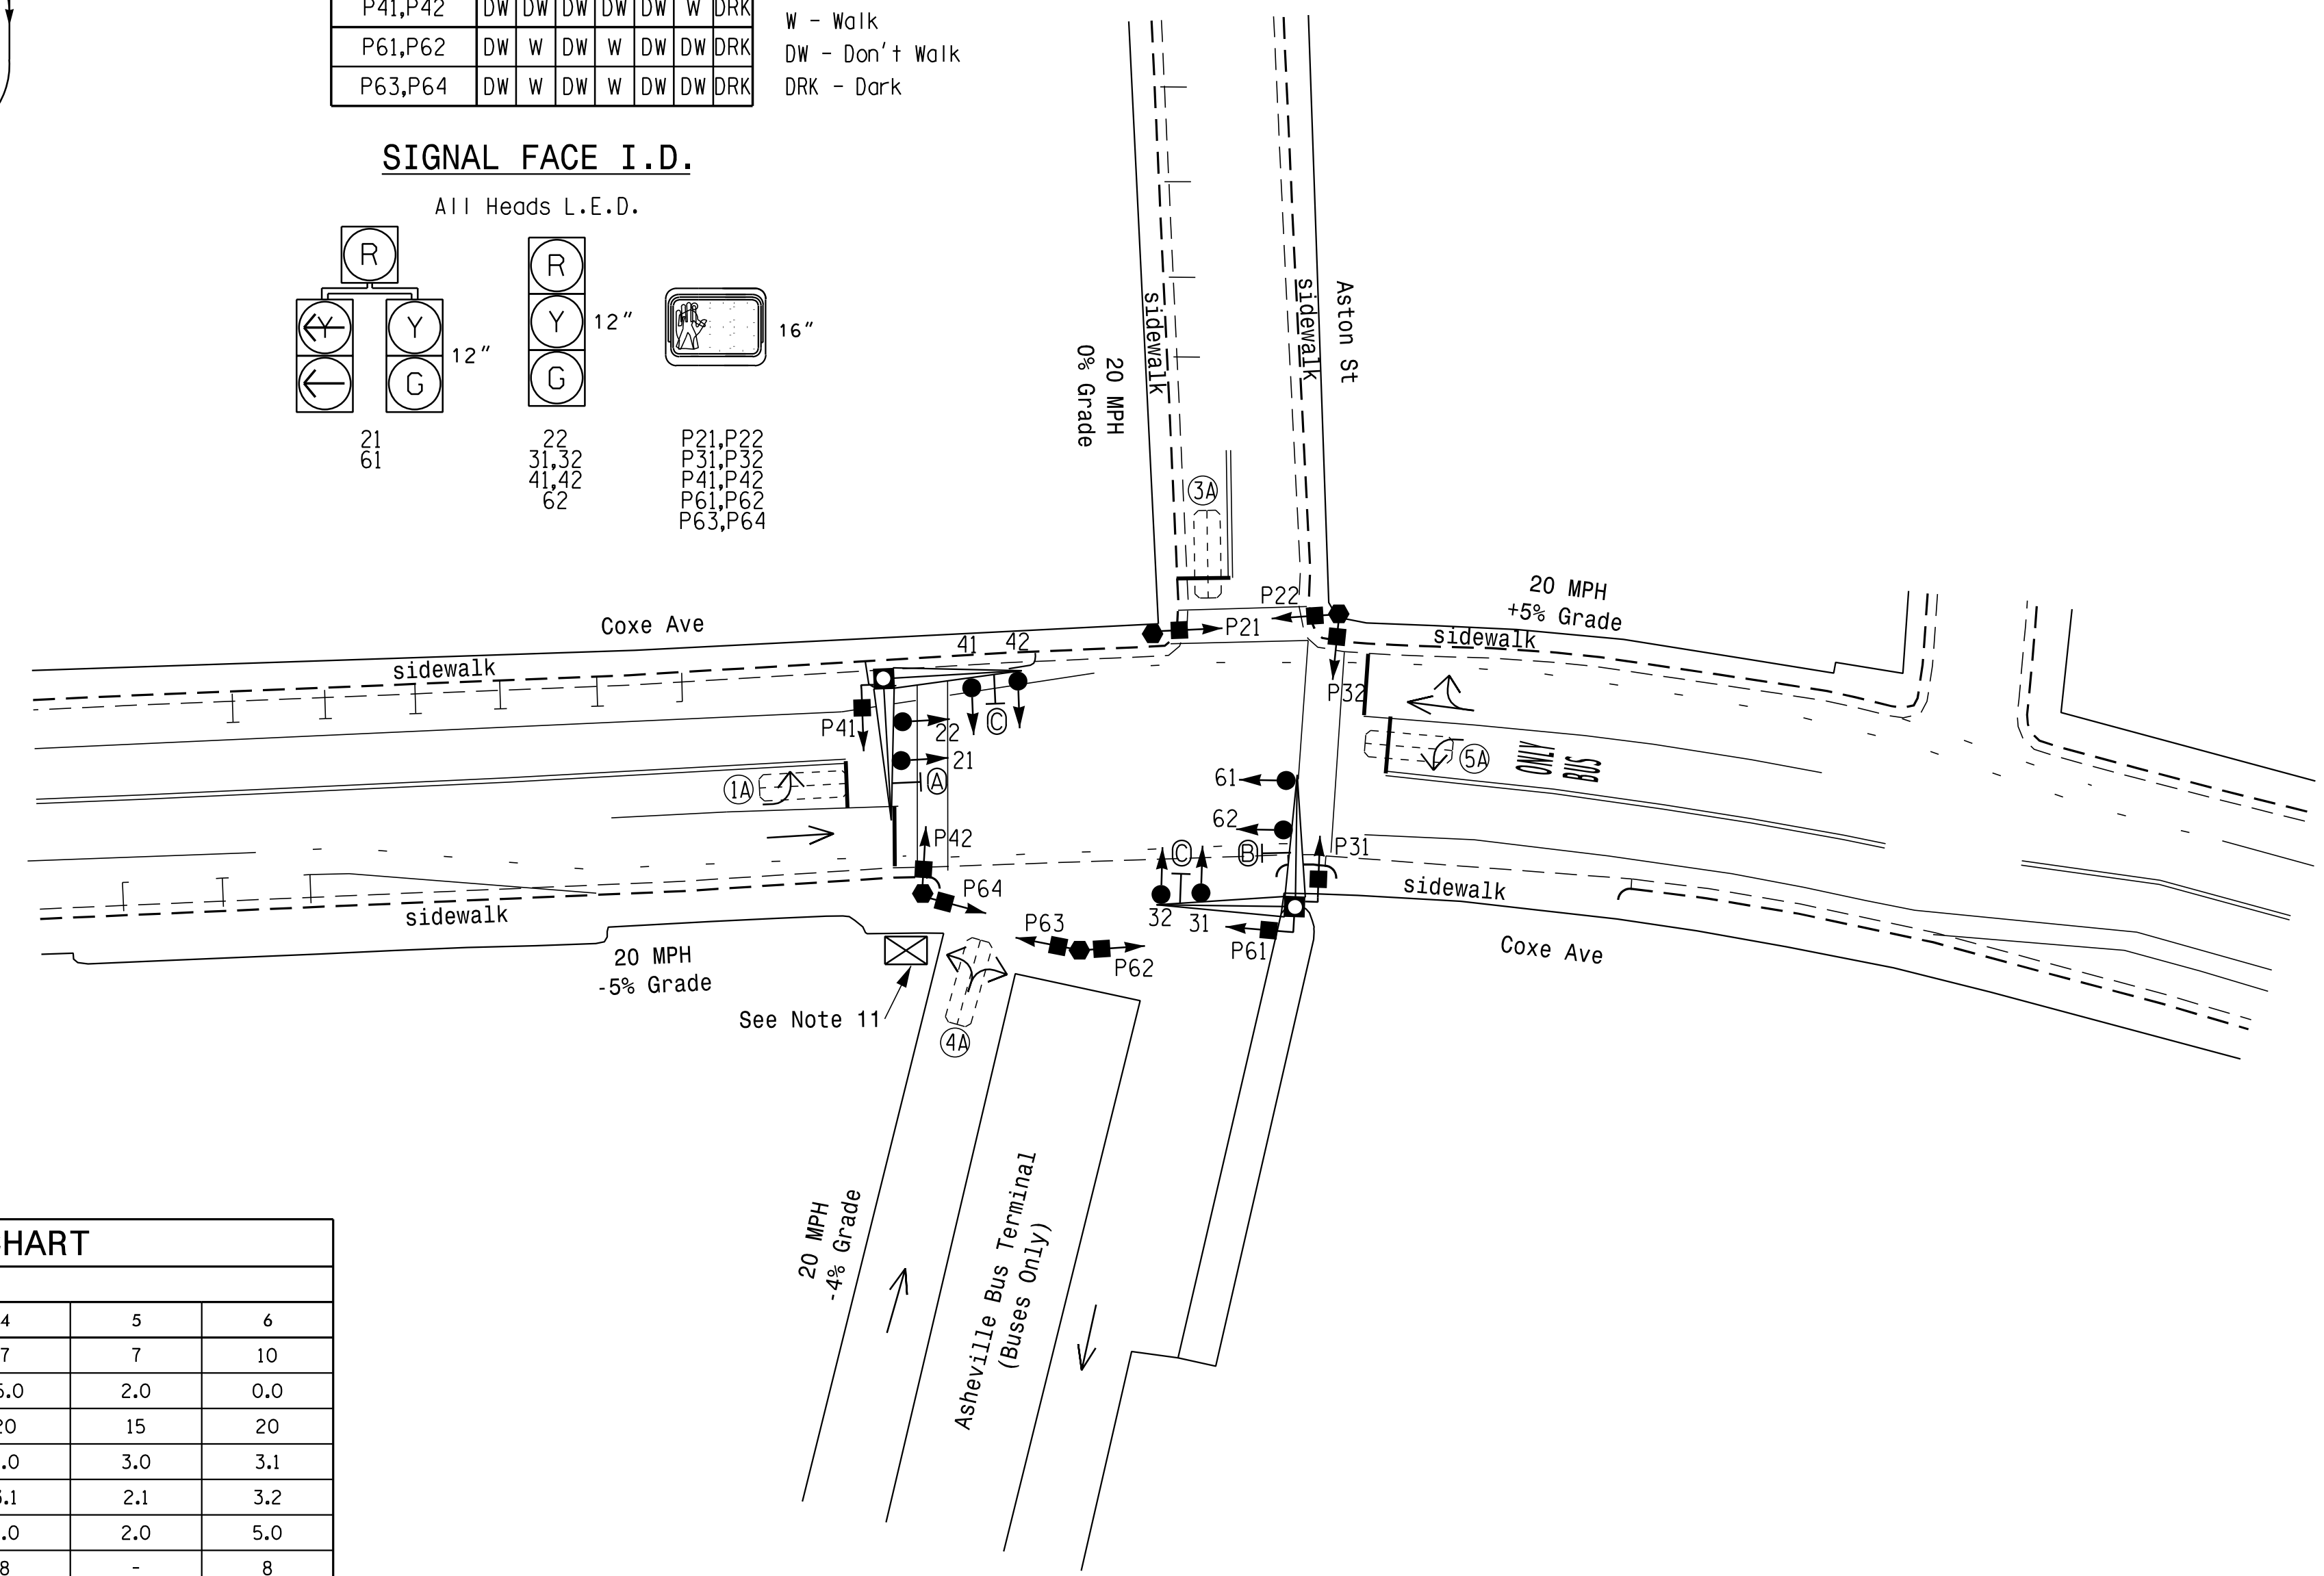 P41,P42 DW DW DW DW DW W DRK
P61,P62 DW W DW W DW DW DRK
P63,P64 DW W DW W DW DW DRK
W - Walk
DW - Don't Walk
DRK - Dark
SIGNAL FACE I.D.
All Heads L.E.D.
R
Y Y
G
12"
R
Y
G
12"
16"
21
61
22
31,32
41,42
62
P21,P22
P31,P32
P41,P42
P61,P62
P63,P64
sidewalk
sidewalk
Aston St
20 MPH
0% Grade
3A
P22
P21
20 MPH
+5% Grade
sidewalk
P32
Coxe Ave
sidewalk
41 42
C
P41
22
21
A
1A
P42
P64
5A
ONLY
BUS
61
62
B
C
32 31
P31
P61
P63
P62
sidewalk
Coxe Ave
sidewalk
20 MPH
-5% Grade
See Note 11
4A
20 MPH
-4% Grade
Asheville Bus Terminal
(Buses Only)
HART
4 5 6
7 7 10
.0 2.0 0.0
20 15 20
.0 3.0 3.1
.1 2.1 3.2
.0 2.0 5.0
8 - 8